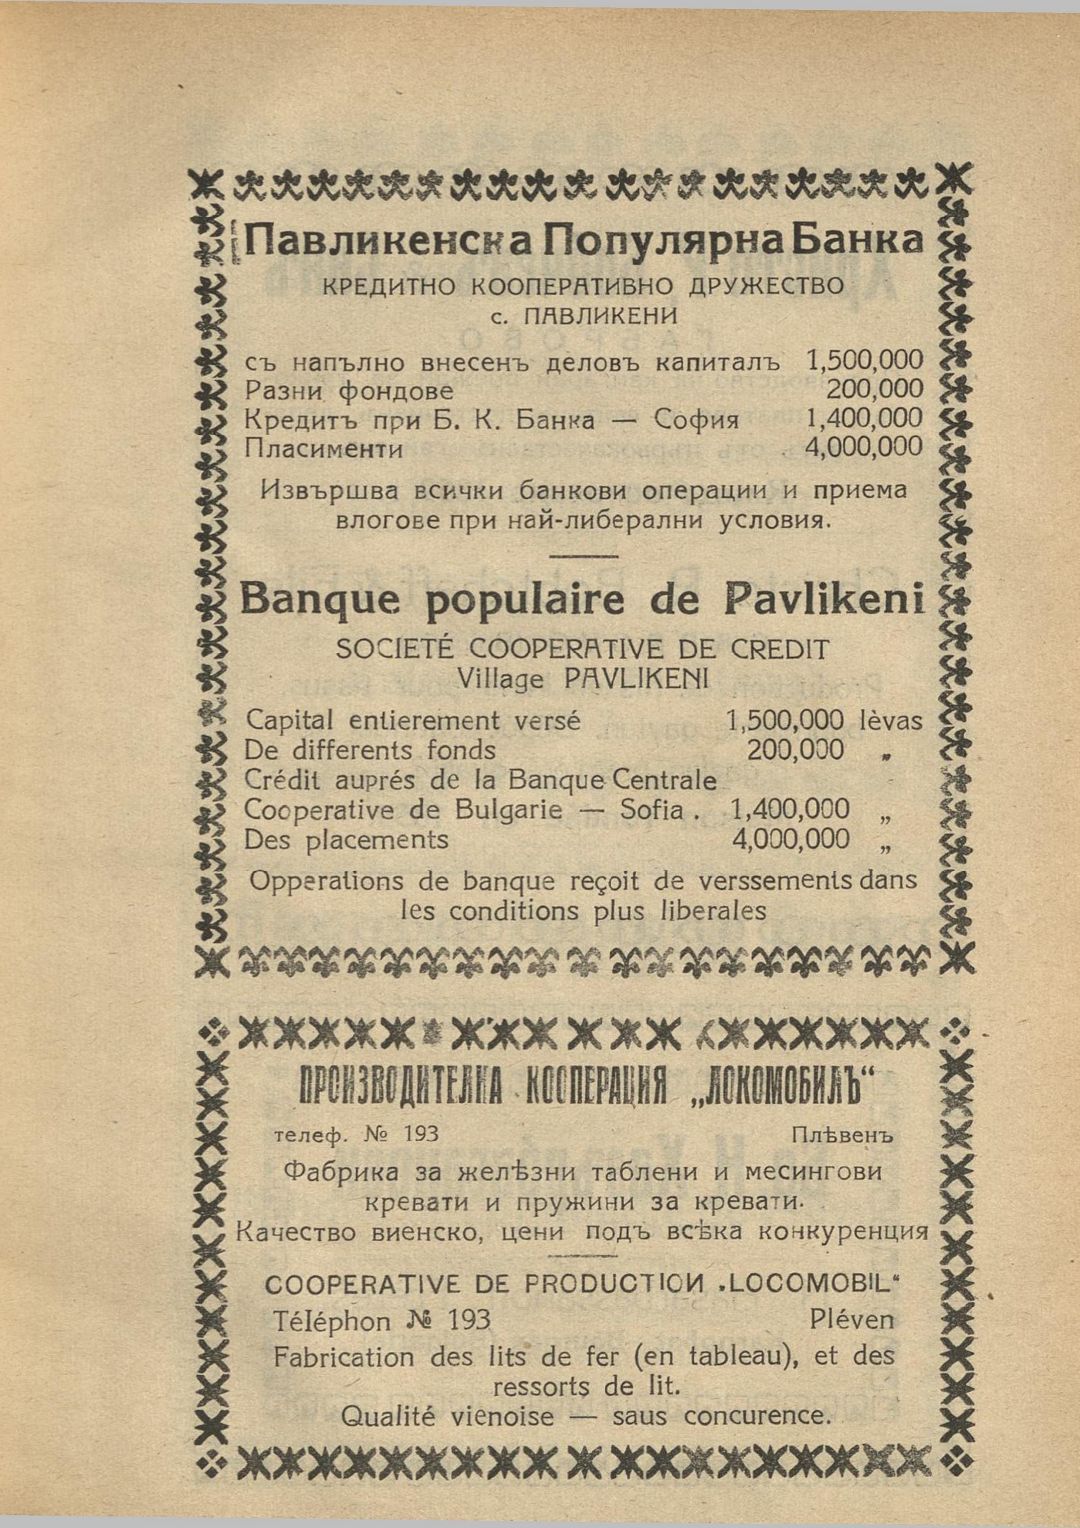 Павликенска Популярна Банка
КРЕДИТНО КООПЕРАТИВНО ДРУЖЕСТВО
с. ПАВЛИКЕНИ
съ напълно внесенъ деловъ капиталъ 1,500,000
Разни фондове 200,000
Кредитъ при Б. К. Банка — София 1,400,000
Пласименти 4,000,000
Извършва всички банкови операции и приема
влогове при най-либерални условия.
Banque populaire de Pavlikeni
SOCIETÉ COOPERATIVE DE CREDIT
Village PAVLIKENI
Capital entierement versé 1,500,000 lèvas
De differents fonds 200,000 „
Crédit auprés de la Banque Centrale
Cooperative de Bulgarie — Sofia . 1,400,000 „
Des placements 4,000,000 „
Opperations de banque reçoit de verssements dans
les conditions plus liberales
ПРОИЗВОДИТЕЛНА КООПЕРАЦИЯ „ЛОКОМОБИЛЪ“
телеф. № 193 Плѣвенъ
Фабрика за желѣзни таблени и месингови
кревати и пружини за кревати.
Качество виенско, цени подъ всѣка конкуренция
COOPERATIVE DE PRODUCTION „LOCOMOBIL“
Téléphon № 193 Pléven
Fabrication des lits de fer (en tableau), et des
ressorts de lit.
Qualité viénoise — saus concurence.